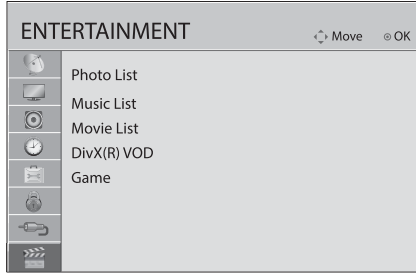 ENTERTAINMENT
Move OK
Photo List
Music List
Movie List
DivX(R) VOD
Game